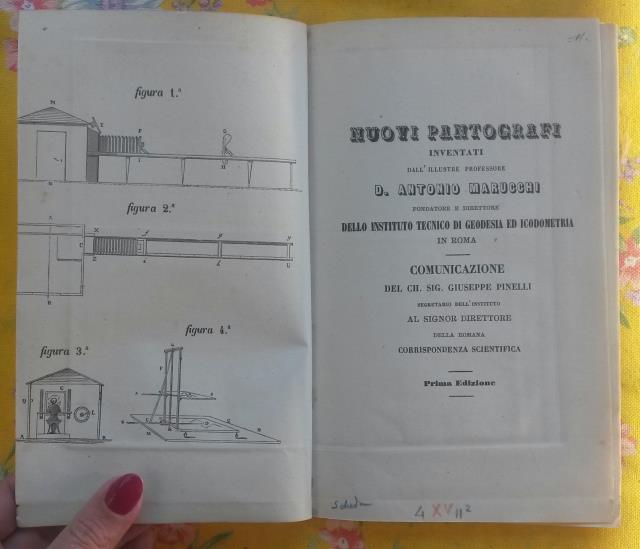 figura 1.ª
figura 2.ª
figura 3.ª
figura 4.ª
NUOVI PANTOGRAFI
INVENTATI
DALL'ILLUSTRE PROFESSORE
D. ANTONIO MARUCCHI
FONDATORE E DIRETTORE
DELLO INSTITUTO TECNICO DI GEODESIA ED ICODOMETRIA
IN ROMA
COMUNICAZIONE
DEL CH. SIG. GIUSEPPE PINELLI
SEGRETARIO DELL'INSTITUTO
AL SIGNOR DIRETTORE
DELLA ROMANA
CORRISPONDENZA SCIENTIFICA
Prima Edizione
Scheda
4 XV 11²